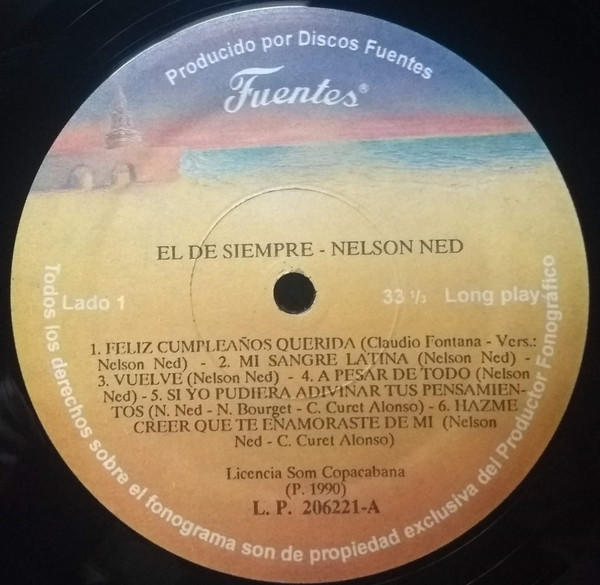 Producido por Discos Fuentes
Fuentes®
EL DE SIEMPRE - NELSON NED
Lado 1
33 1/3 Long play
1. FELIZ CUMPLEAÑOS QUERIDA (Claudio Fontana - Vers.:
Nelson Ned) - 2. MI SANGRE LATINA (Nelson Ned) -
3. VUELVE (Nelson Ned) - 4. A PESAR DE TODO (Nelson
Ned) - 5. SI YO PUDIERA ADIVINAR TUS PENSAMIEN-
TOS (N. Ned - N. Bourget - C. Curet Alonso) - 6. HAZME
CREER QUE TE ENAMORASTE DE MI (Nelson
Ned - C. Curet Alonso)
Licencia Som Copacabana
(P. 1990)
L. P. 206221-A
Todos los derechos sobre el fonograma son de propiedad exclusiva del Productor Fonográfico